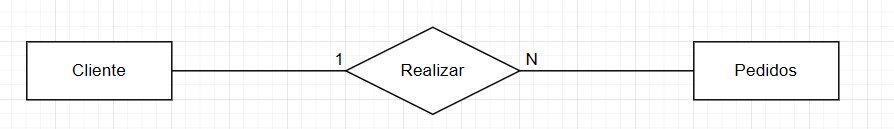 Cliente
1
Realizar
N
Pedidos